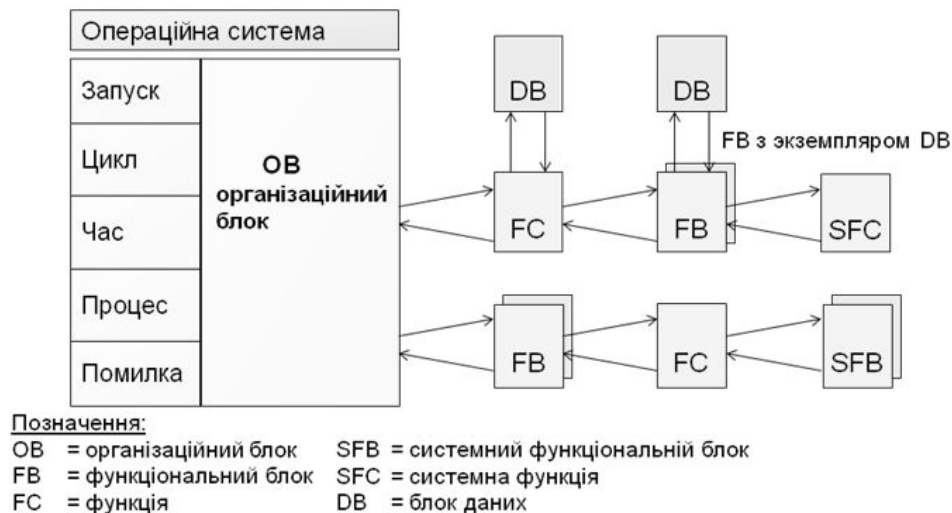 Операційна система
Запуск
Цикл
Час
Процес
Помилка
ОВ
організаційний
блок
DB
DB
FB з экземпляром DB
FC
FB
SFC
FB
FC
SFB
Позначення:
OB = організаційний блок
FB = функціональний блок
FC = функція
SFB = системний функціональній блок
SFC = системна функція
DB = блок даних